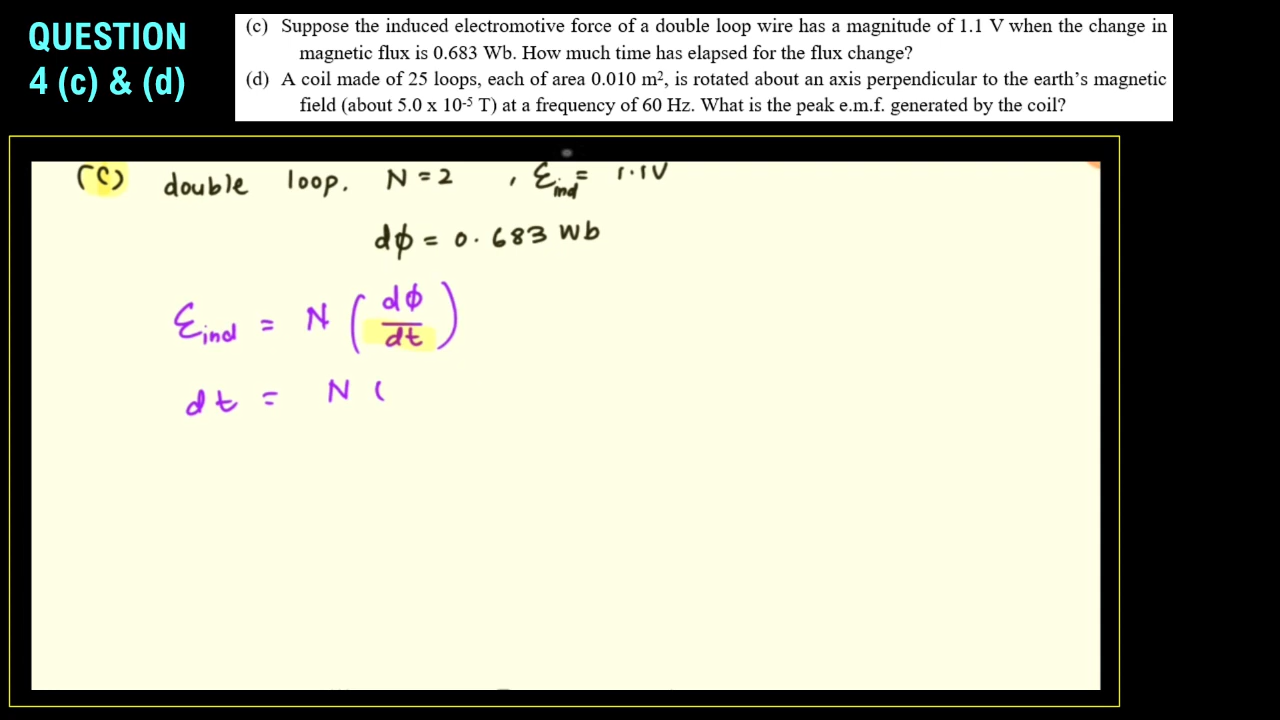 QUESTION
4 (c) & (d)
(c) Suppose the induced electromotive force of a double loop wire has a magnitude of 1.1 V when the change in
magnetic flux is 0.683 Wb. How much time has elapsed for the flux change?
(d) A coil made of 25 loops, each of area 0.010 m², is rotated about an axis perpendicular to the earth's magnetic
field (about 5.0 x 10⁻⁵ T) at a frequency of 60 Hz. What is the peak e.m.f. generated by the coil?
(c) double loop. N = 2 , Ɛind = 1.1V
dϕ = 0.683 Wb
Ɛind = N (dϕ/dt)
dt = N (